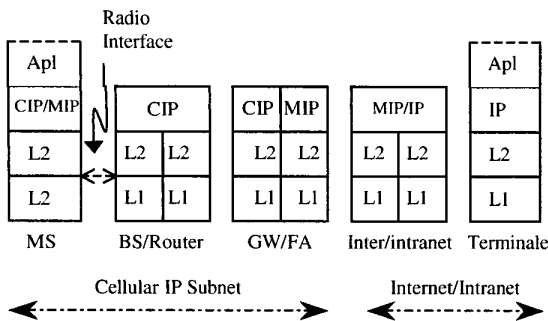 Radio
Interface
Apl
Apl
CIP/MIP
CIP
CIP
MIP
MIP/IP
IP
L2
L2
L2
L2
L2
L2
L2
L2
L2
L1
L1
L1
L1
L1
L1
L1
MS
BS/Router
GW/FA
Inter/intranet
Terminale
Cellular IP Subnet
Internet/Intranet